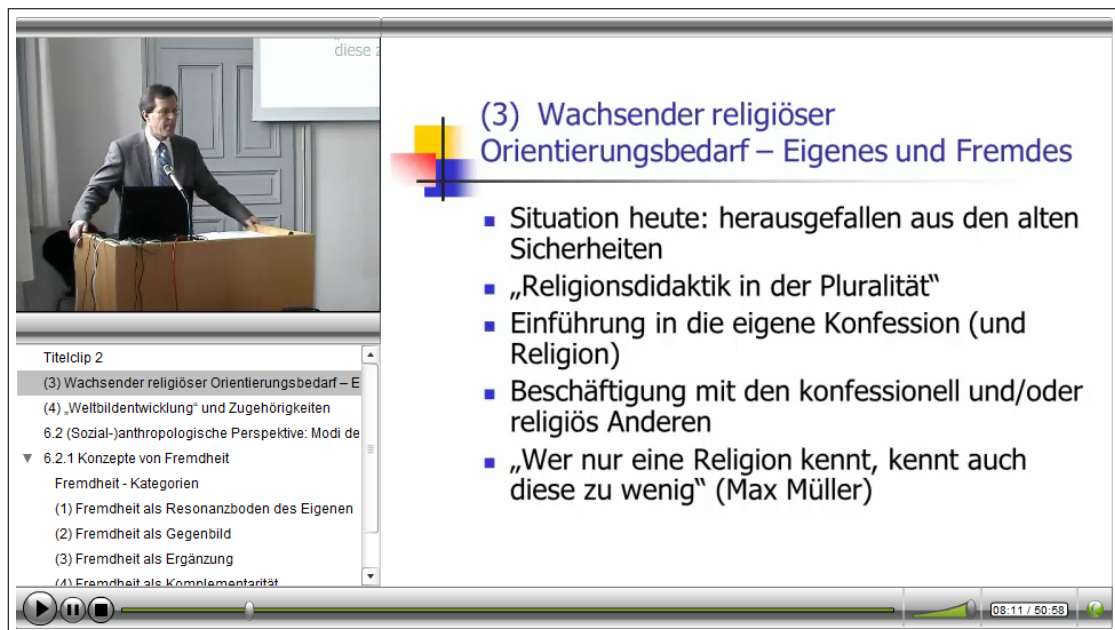 diese z
(3) Wachsender religiöser
Orientierungsbedarf – Eigenes und Fremdes
Situation heute: herausgefallen aus den alten
Sicherheiten
„Religionsdidaktik in der Pluralität“
Einführung in die eigene Konfession (und
Religion)
Beschäftigung mit den konfessionell und/oder
religiös Anderen
„Wer nur eine Religion kennt, kennt auch
diese zu wenig“ (Max Müller)
Titelclip 2
(3) Wachsender religiöser Orientierungsbedarf – E
(4) „Weltbildentwicklung“ und Zugehörigkeiten
6.2 (Sozial-)anthropologische Perspektive: Modi de
6.2.1 Konzepte von Fremdheit
Fremdheit - Kategorien
(1) Fremdheit als Resonanzboden des Eigenen
(2) Fremdheit als Gegenbild
(3) Fremdheit als Ergänzung
(4) Fremdheit als Komplementarität
08:11 / 50:58